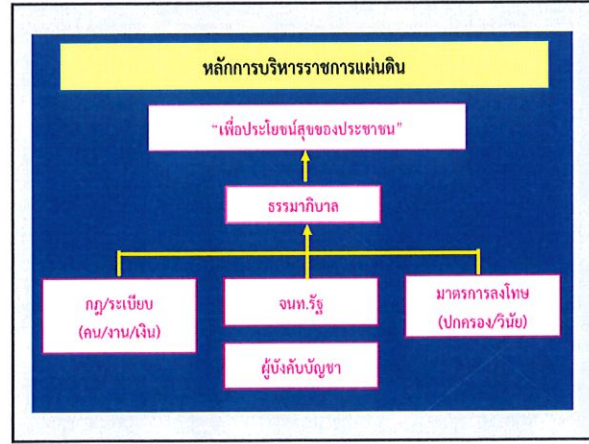 หลักการบริหารราชการแผ่นดิน
"เพื่อประโยชน์สุขของประชาชน"
ธรรมาภิบาล
กฎ/ระเบียบ
(คน/งาน/เงิน)
จนท.รัฐ
มาตรการลงโทษ
(ปกครอง/วินัย)
ผู้บังคับบัญชา